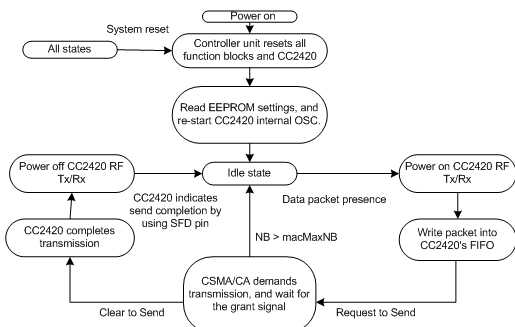 Power on
System reset
All states
Controller unit resets all
function blocks and CC2420
Read EEPROM settings, and
re-start CC2420 internal OSC.
Power off CC2420 RF
Tx/Rx
Idle state
Power on CC2420 RF
Tx/Rx
CC2420 indicates
send completion by
using SFD pin
Data packet presence
CC2420 completes
transmission
NB > macMaxNB
Write packet into
CC2420's FIFO
CSMA/CA demands
transmission, and wait for
the grant signal
Clear to Send
Request to Send